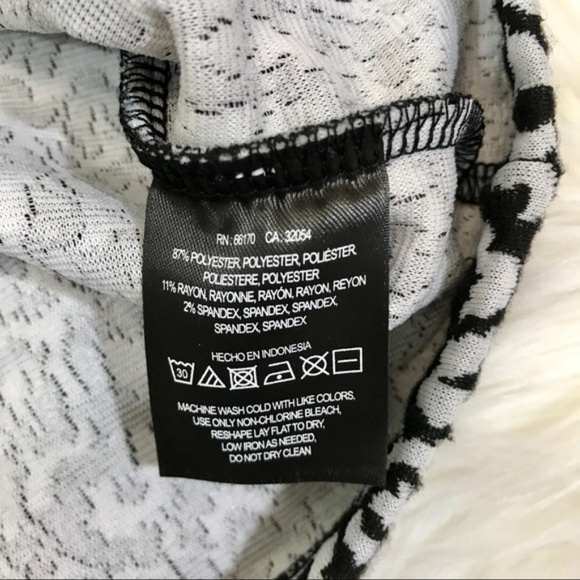 RN: 66170 CA: 32054
87% POLYESTER, POLYESTER, POLIÉSTER,
POLIESTERE, POLYESTER
11% RAYON, RAYONNE, RAYÓN, RAYON, REYON
2% SPANDEX, SPANDEX, SPANDEX,
SPANDEX, SPANDEX
HECHO EN INDONESIA
30
MACHINE WASH COLD WITH LIKE COLORS,
USE ONLY NON-CHLORINE BLEACH,
RESHAPE LAY FLAT TO DRY,
LOW IRON AS NEEDED,
DO NOT DRY CLEAN